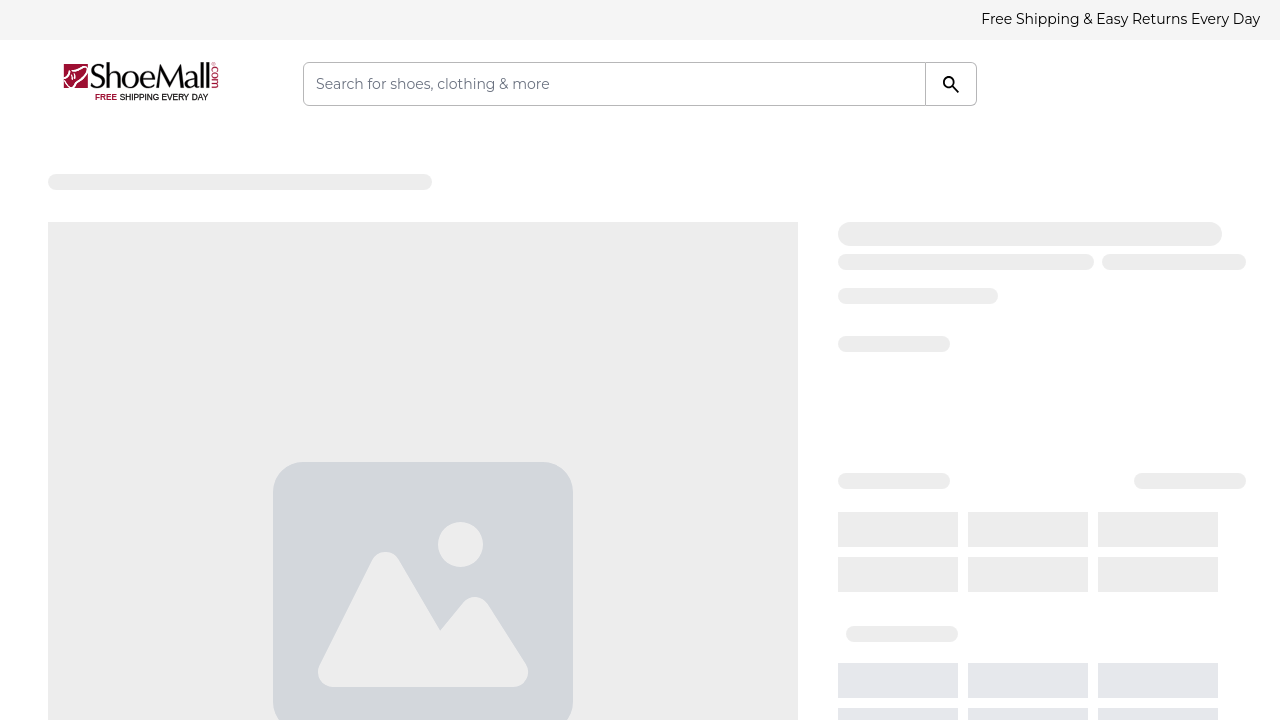 Free Shipping & Easy Returns Every Day
ShoeMall.com
FREE SHIPPING EVERY DAY
Search for shoes, clothing & more